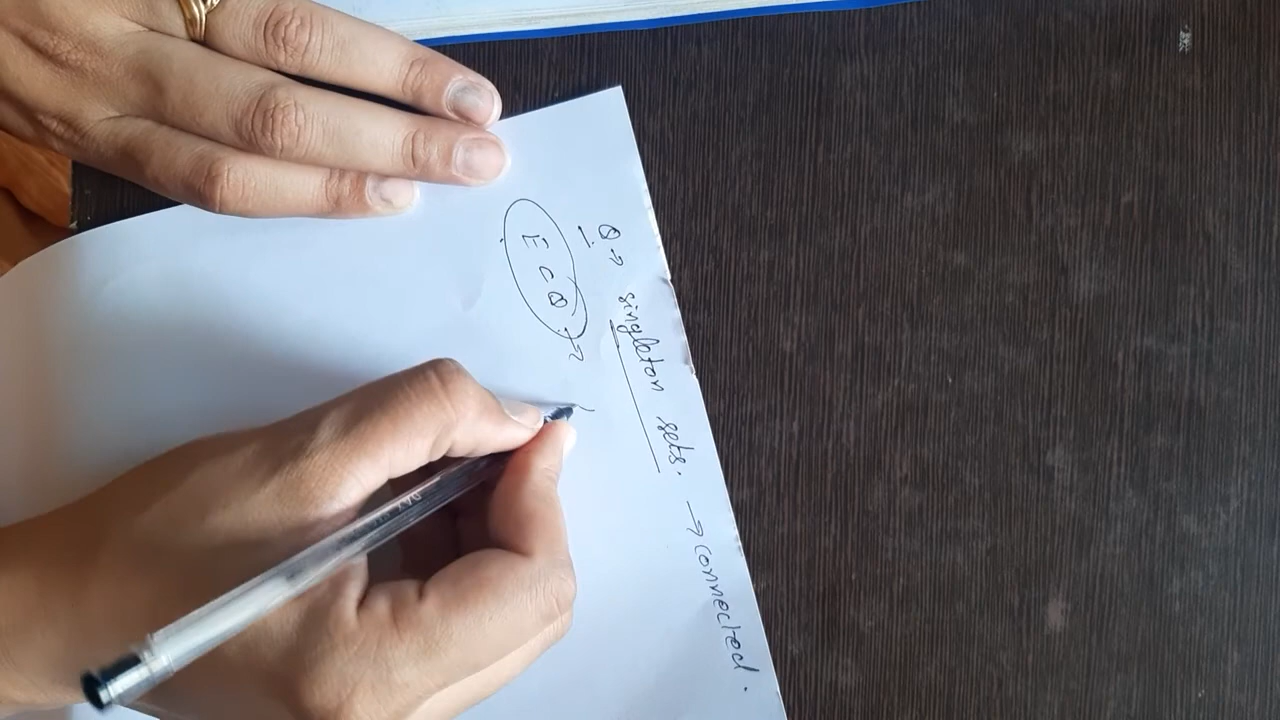 Q → singleton sets. → connected.
E ⊂ Q →